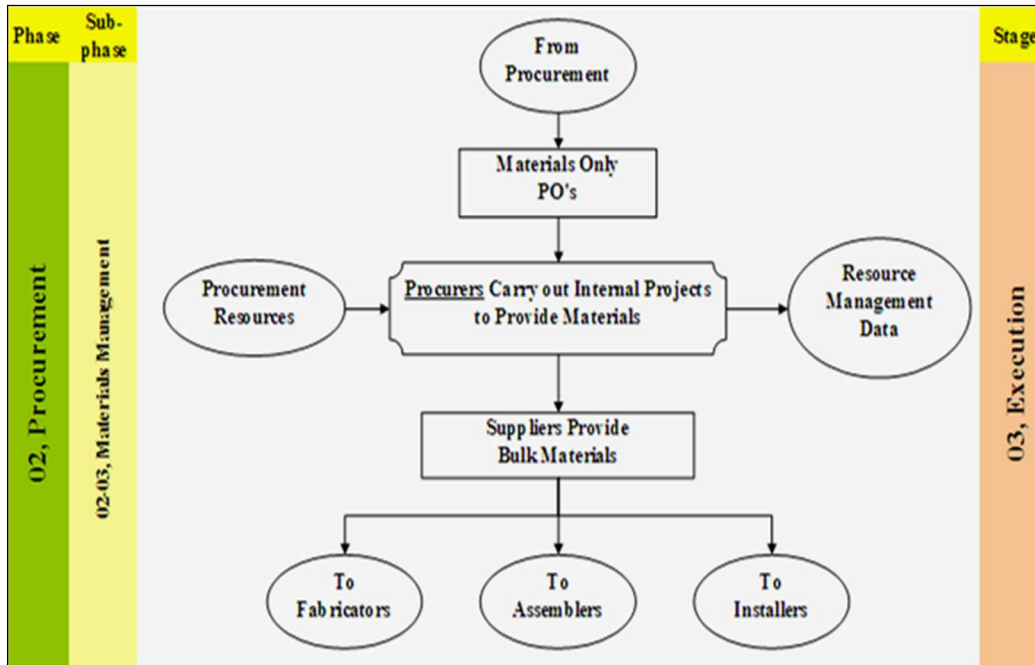 Phase
Sub-
phase
Stage
From
Procurement
Materials Only
PO's
Procurement
Resources
Procurers Carry out Internal Projects
to Provide Materials
Resource
Management
Data
Suppliers Provide
Bulk Materials
To
Fabricators
To
Assemblers
To
Installers
02, Procurement
02-03, Materials Management
03, Execution